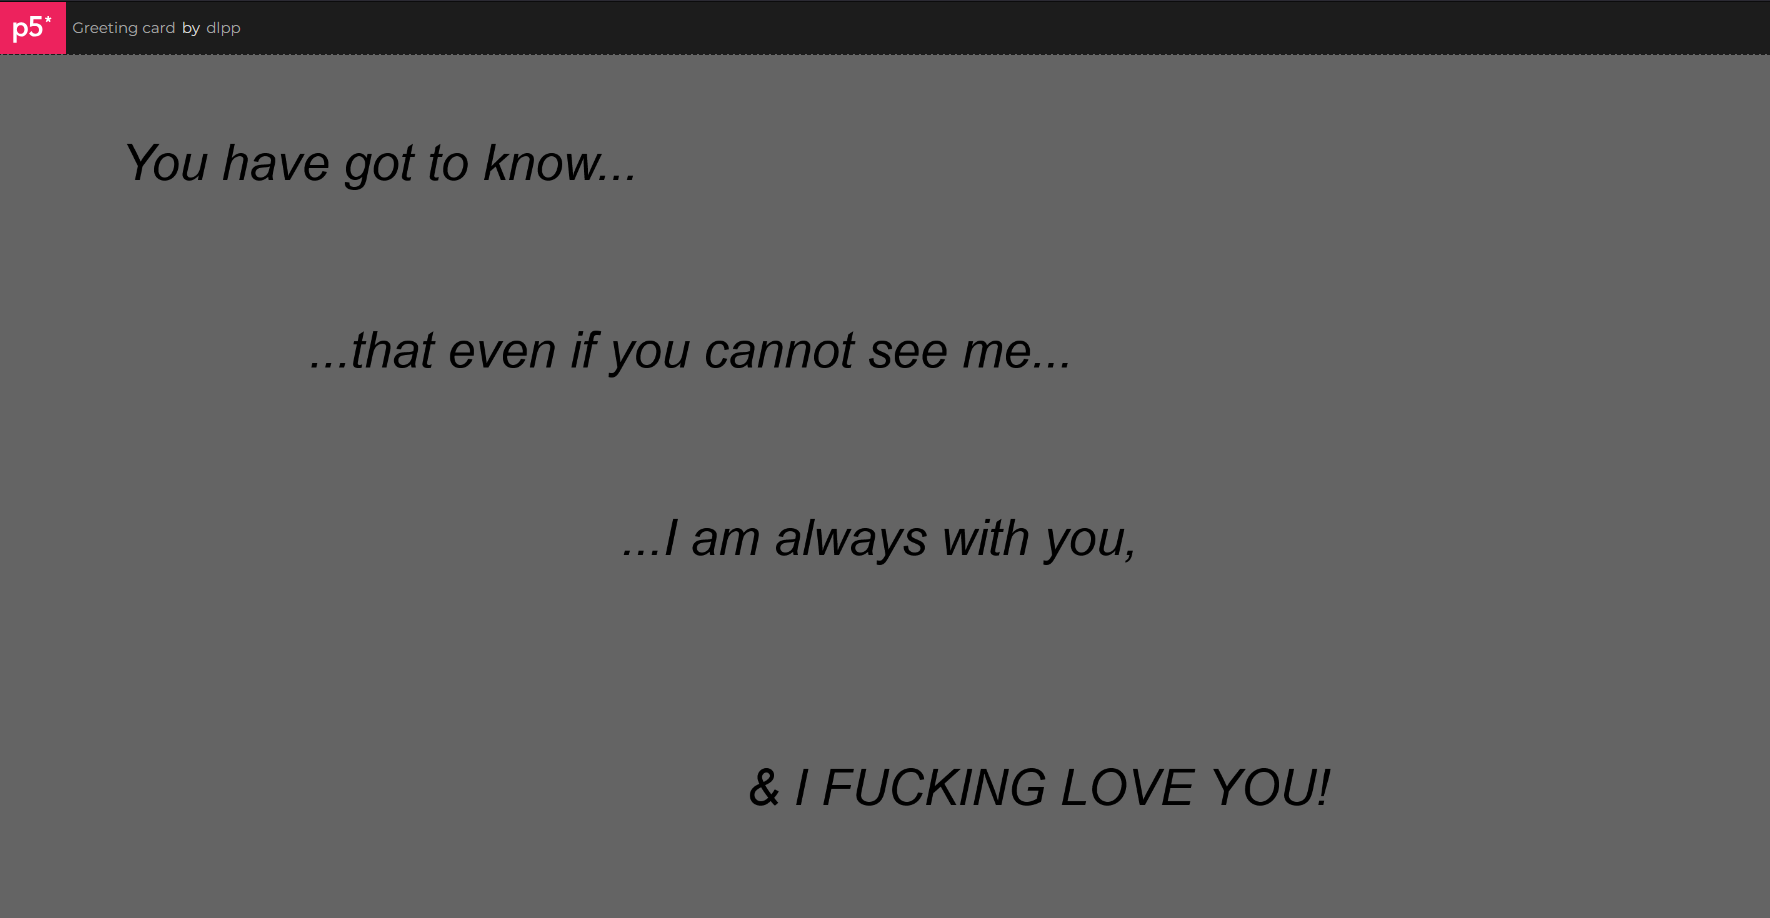 p5* Greeting card by dlpp
You have got to know...
...that even if you cannot see me...
...I am always with you,
& I FUCKING LOVE YOU!